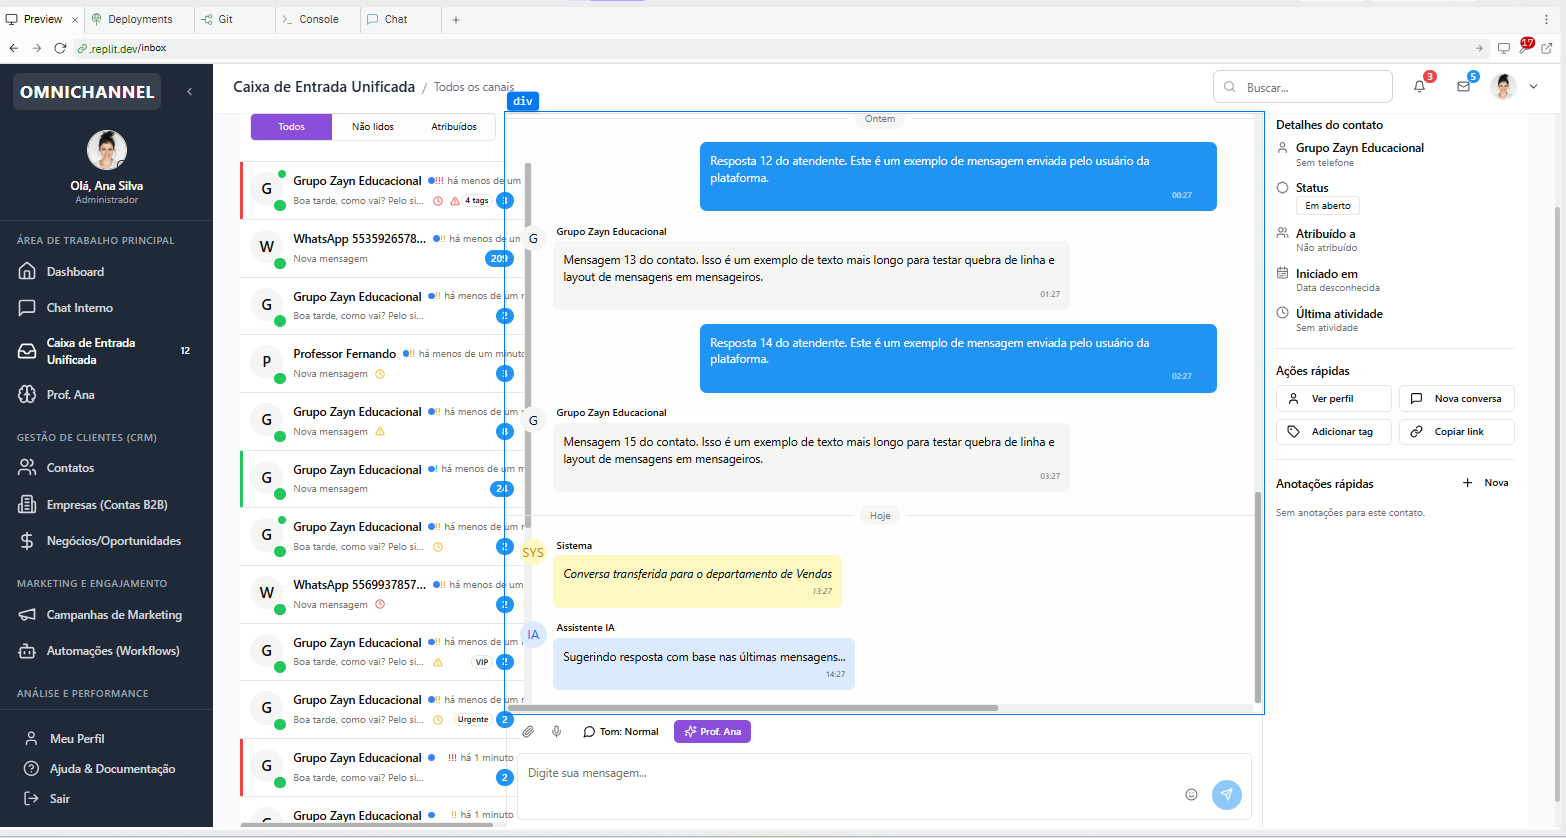 Preview
Deployments
Git
Console
Chat
.replit.dev/inbox
17
OMNICHANNEL
Olá, Ana Silva
Administrador
ÁREA DE TRABALHO PRINCIPAL
Dashboard
Chat Interno
Caixa de Entrada
Unificada
12
Prof. Ana
GESTÃO DE CLIENTES (CRM)
Contatos
Empresas (Contas B2B)
Negócios/Oportunidades
MARKETING E ENGAJAMENTO
Campanhas de Marketing
Automações (Workflows)
ANÁLISE E PERFORMANCE
Meu Perfil
Ajuda & Documentação
Sair
Caixa de Entrada Unificada / Todos os canais
Buscar...
3
5
div
Todos
Não lidos
Atribuídos
G
Grupo Zayn Educacional !!! há menos de um
Boa tarde, como vai? Pelo si... 4 tags 3
W
WhatsApp 5535926578... !! há menos de um
Nova mensagem 209
G
Grupo Zayn Educacional !! há menos de um
Boa tarde, como vai? Pelo si... 2
P
Professor Fernando !! há menos de um minuto
Nova mensagem 3
G
Grupo Zayn Educacional !! há menos de um
Nova mensagem 8
G
Grupo Zayn Educacional ! há menos de um
Nova mensagem 24
G
Grupo Zayn Educacional !! há menos de um
Boa tarde, como vai? Pelo si... 2
W
WhatsApp 5569937857... !! há menos de um
Nova mensagem 2
G
Grupo Zayn Educacional !! há menos de um
Boa tarde, como vai? Pelo si... VIP 2
G
Grupo Zayn Educacional !! há menos de um
Boa tarde, como vai? Pelo si... Urgente 2
G
Grupo Zayn Educacional !!! há 1 minuto
Boa tarde, como vai? Pelo si... 2
G
Grupo Zayn Educacional !! há 1 minuto
Ontem
Resposta 12 do atendente. Este é um exemplo de mensagem enviada pelo usuário da
plataforma.
00:27
G
Grupo Zayn Educacional
Mensagem 13 do contato. Isso é um exemplo de texto mais longo para testar quebra de linha e
layout de mensagens em mensageiros.
01:27
Resposta 14 do atendente. Este é um exemplo de mensagem enviada pelo usuário da
plataforma.
02:27
G
Grupo Zayn Educacional
Mensagem 15 do contato. Isso é um exemplo de texto mais longo para testar quebra de linha e
layout de mensagens em mensageiros.
03:27
Hoje
SYS
Sistema
Conversa transferida para o departamento de Vendas
13:27
IA
Assistente IA
Sugerindo resposta com base nas últimas mensagens...
14:27
Tom: Normal
Prof. Ana
Digite sua mensagem...
Detalhes do contato
Grupo Zayn Educacional
Sem telefone
Status
Em aberto
Atribuído a
Não atribuído
Iniciado em
Data desconhecida
Última atividade
Sem atividade
Ações rápidas
Ver perfil
Nova conversa
Adicionar tag
Copiar link
Anotações rápidas
Nova
Sem anotações para este contato.